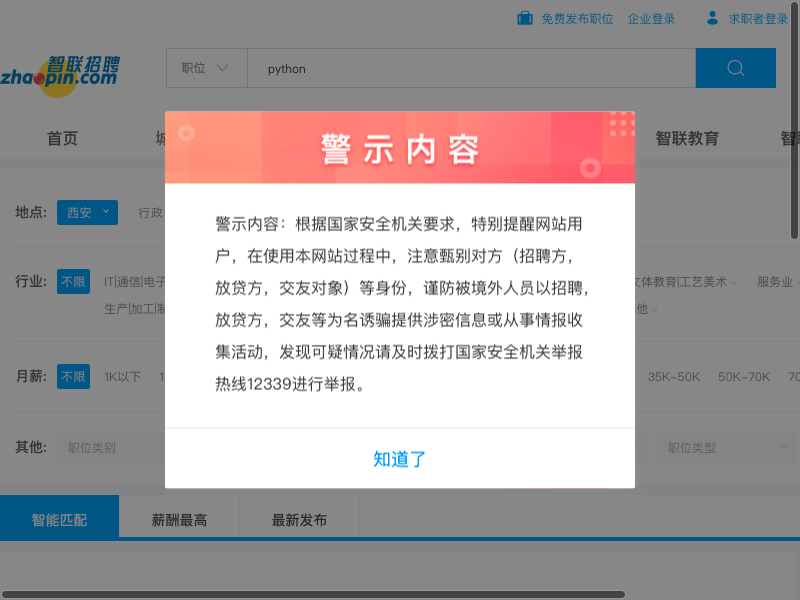 免费发布职位 企业登录 求职者登录
智联招聘
zhaopin.com
职位 python
首页 智联教育
警示内容
地点: 西安
警示内容：根据国家安全机关要求，特别提醒网站用
户，在使用本网站过程中，注意甄别对方（招聘方，
放贷方，交友对象）等身份，谨防被境外人员以招聘，
放贷方，交友等为名诱骗提供涉密信息或从事情报收
集活动，发现可疑情况请及时拨打国家安全机关举报
热线12339进行举报。
行业: 不限 IT|通信|电子 文体教育|工艺美术 服务业
生产|加工|制 他
月薪: 不限 1K以下 35K-50K 50K-70K
其他: 职位类别 职位类型
知道了
智能匹配 薪酬最高 最新发布